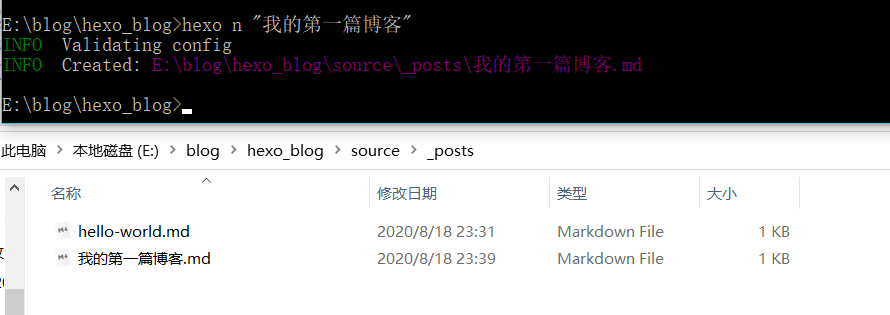 E:\blog\hexo_blog>hexo n "我的第一篇博客"
INFO  Validating config
INFO  Created: E:\blog\hexo_blog\source\_posts\我的第一篇博客.md
E:\blog\hexo_blog>
此电脑 > 本地磁盘 (E:) > blog > hexo_blog > source > _posts
名称 修改日期 类型 大小
hello-world.md 2020/8/18 23:31 Markdown File 1 KB
我的第一篇博客.md 2020/8/18 23:39 Markdown File 1 KB